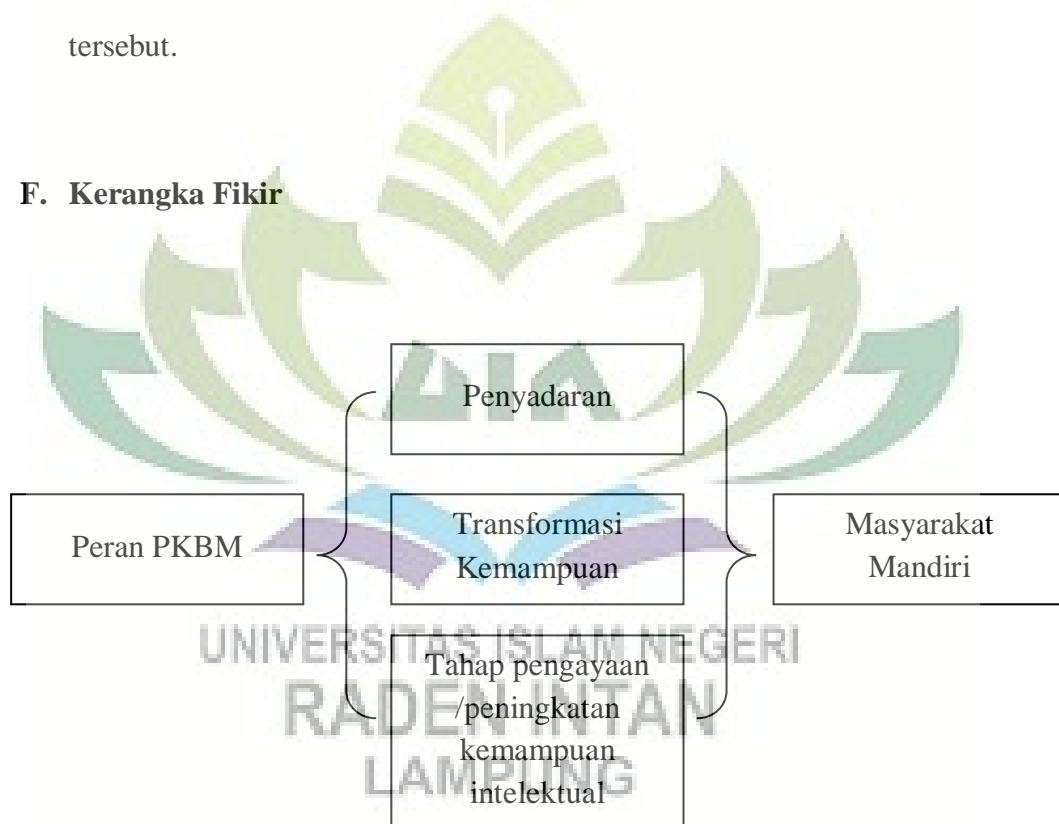 tersebut.
F. Kerangka Fikir
Penyadaran
Peran PKBM
Transformasi
Kemampuan
Masyarakat
Mandiri
Tahap pengayaan
/peningkatan
kemampuan
intelektual
UNIVERSITAS ISLAM NEGERI
RADEN INTAN
LAMPUNG